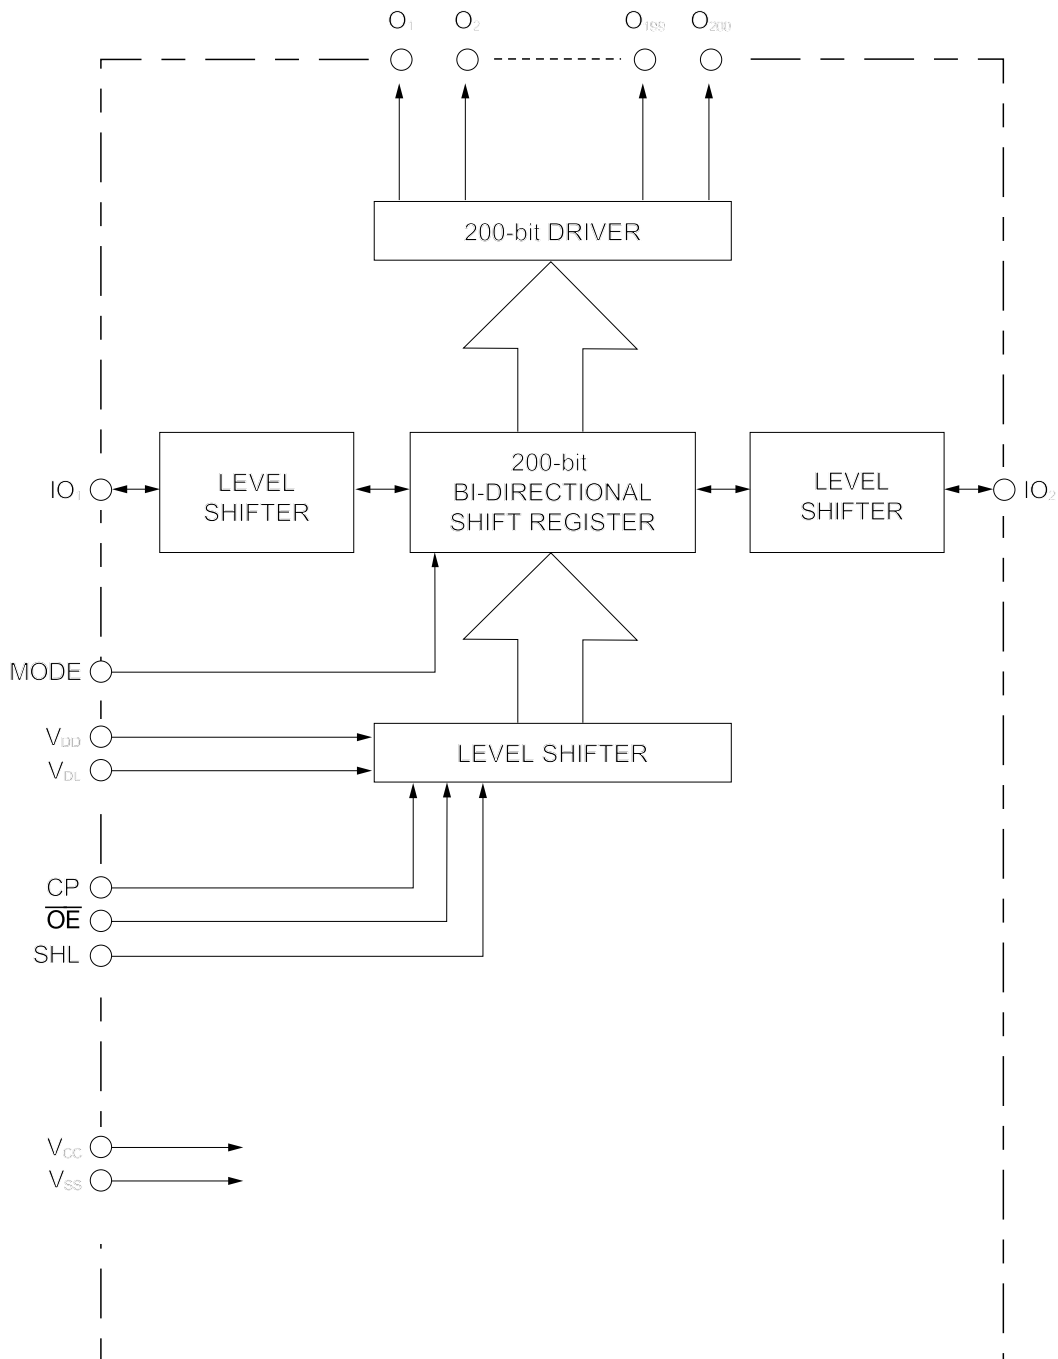 O1 O2 O199 O200
200-bit DRIVER
IO1
LEVEL
SHIFTER
200-bit
BI-DIRECTIONAL
SHIFT REGISTER
LEVEL
SHIFTER
IO2
MODE
VDD
VDL
LEVEL SHIFTER
CP
OE
SHL
VCC
VSS